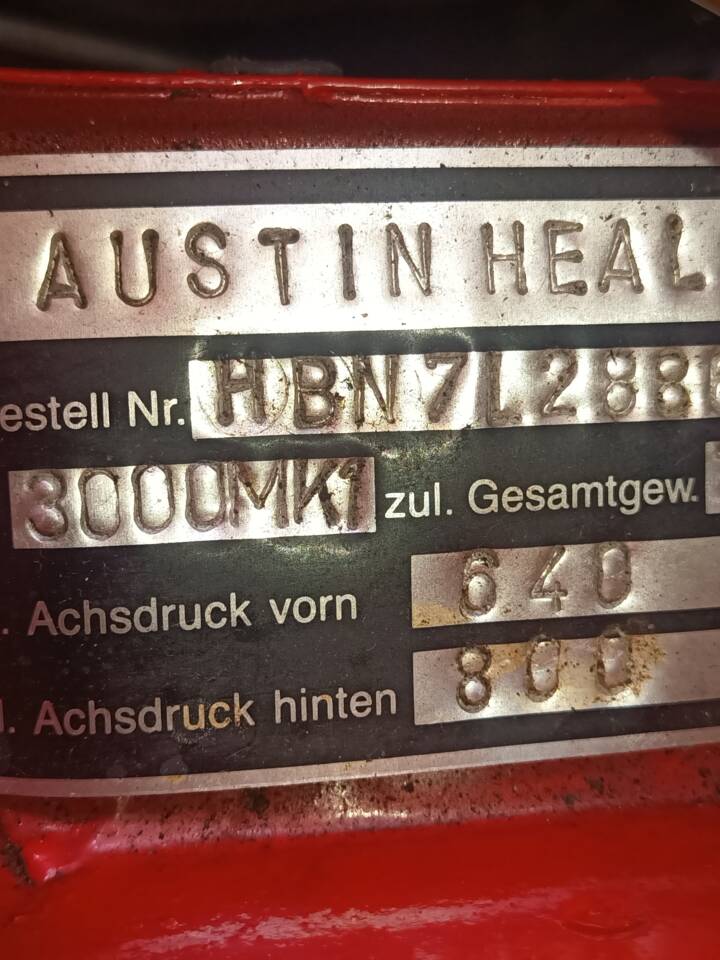 AUSTIN HEAL
estell Nr. HBN7L288
3000MK1 zul. Gesamtgew.
. Achsdruck vorn 640
l. Achsdruck hinten 800